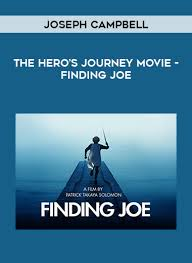 JOSEPH CAMPBELL
THE HERO'S JOURNEY MOVIE -
FINDING JOE
A FILM BY
PATRICK TAKAYA SOLOMON
FINDING JOE